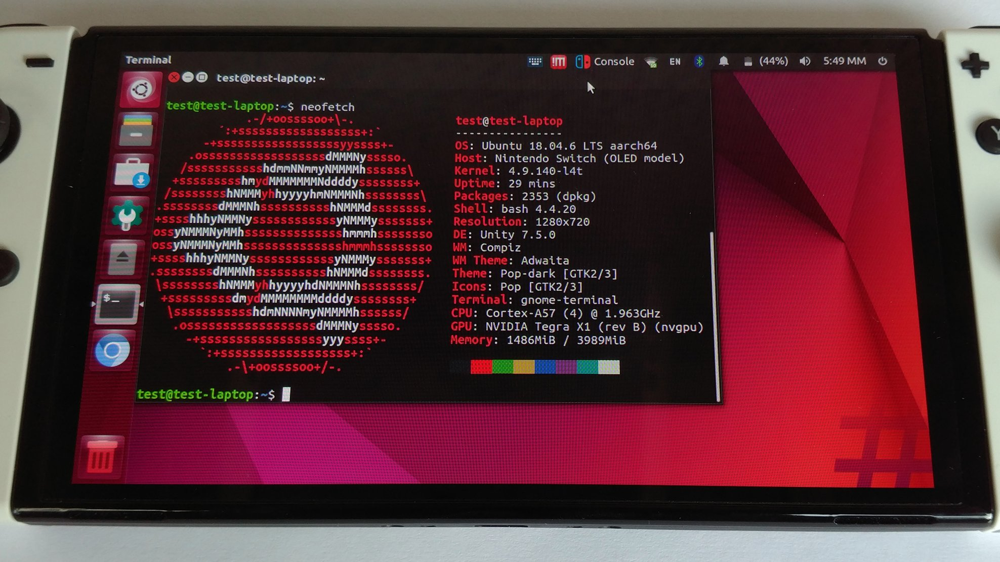 Terminal
Console EN (44%) 5:49 MM
test@test-laptop: ~
test@test-laptop:~$ neofetch
.-/+oossssoo+\-.
`:+ssssssssssssssssss+:`
-+ssssssssssssssssssyyssss+-
.ossssssssssssssssssdMMMNysssso.
/ssssssssssshdmmNNmmyNMMMMhssssss\
+ssssssssshmydMMMMMMMNddddyssssssss+
/sssssssshNMMMyhhyyyyhmNMMMNhssssssss\
.ssssssssdMMMNhsssssssssshNMMMdssssssss.
+sssshhhyNMMNyssssssssssssyNMMMysssssss+
ossyNMMMNyMMhsssssssssssssshmmmhssssssso
ossyNMMMNyMMhsssssssssssssshmmmhssssssso
+sssshhhyNMMNyssssssssssssyNMMMysssssss+
.ssssssssdMMMNhsssssssssshNMMMdssssssss.
\sssssssshNMMMyhhyyyyhdNMMMNhssssssss/
+sssssssssdmydMMMMMMMMddddyssssssss+
\ssssssssssshdmNNNNmyNMMMMhssssss/
.ossssssssssssssssssdMMMNysssso.
-+sssssssssssssssssyyyssss+-
`:+ssssssssssssssssss+:`
.-\+oossssoo+/-.
test@test-laptop
----------------
OS: Ubuntu 18.04.6 LTS aarch64
Host: Nintendo Switch (OLED model)
Kernel: 4.9.140-l4t
Uptime: 29 mins
Packages: 2353 (dpkg)
Shell: bash 4.4.20
Resolution: 1280x720
DE: Unity 7.5.0
WM: Compiz
WM Theme: Adwaita
Theme: Pop-dark [GTK2/3]
Icons: Pop [GTK2/3]
Terminal: gnome-terminal
CPU: Cortex-A57 (4) @ 1.963GHz
GPU: NVIDIA Tegra X1 (rev B) (nvgpu)
Memory: 1486MiB / 3989MiB
test@test-laptop:~$
$_
#
Y